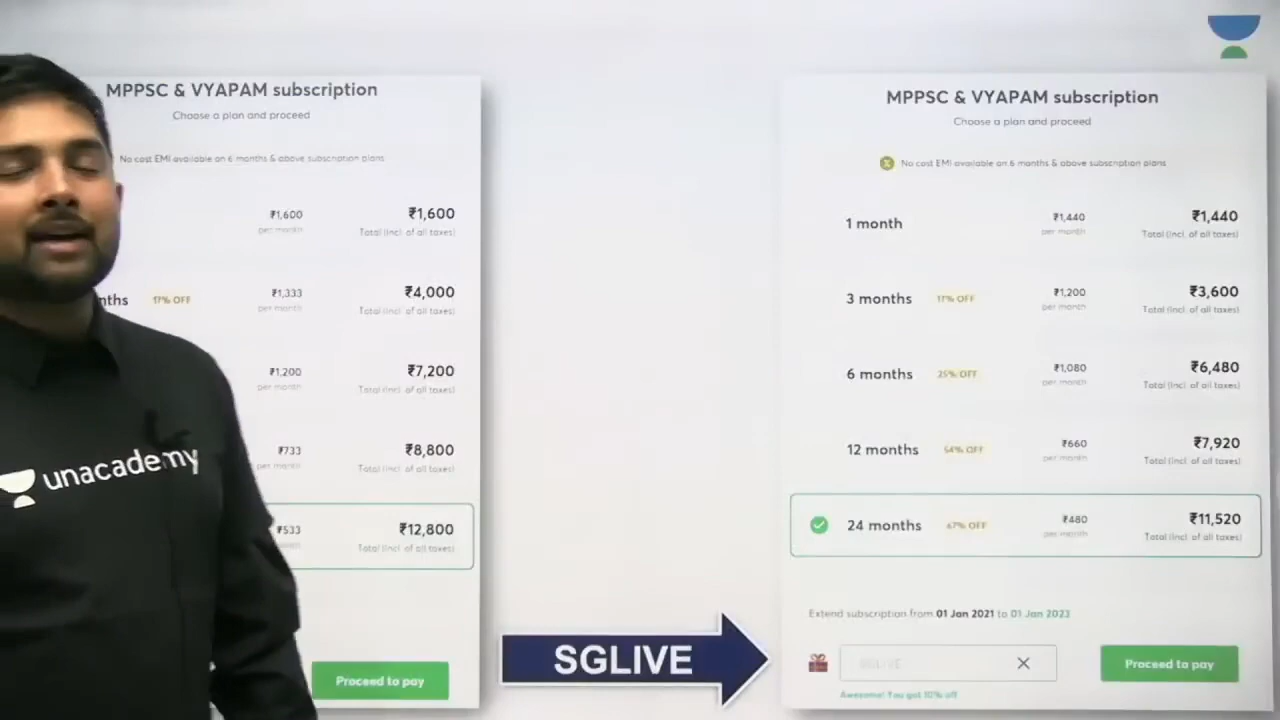 MPPSC & VYAPAM subscription
Choose a plan and proceed
No cost EMI available on 6 months & above subscription plans
₹1,600
per month
₹1,600
Total (Incl. of all taxes)
nths
17% OFF
₹1,333
per month
₹4,000
Total (Incl. of all taxes)
₹1,200
per month
₹7,200
Total (Incl. of all taxes)
₹733
per month
₹8,800
Total (Incl. of all taxes)
₹533
₹12,800
Total (Incl. of all taxes)
Proceed to pay
unacademy
SGLIVE
MPPSC & VYAPAM subscription
Choose a plan and proceed
No cost EMI available on 6 months & above subscription plans
1 month
₹1,440
per month
₹1,440
Total (Incl. of all taxes)
3 months
17% OFF
₹1,200
per month
₹3,600
Total (Incl. of all taxes)
6 months
25% OFF
₹1,080
per month
₹6,480
Total (Incl. of all taxes)
12 months
54% OFF
₹660
per month
₹7,920
Total (Incl. of all taxes)
24 months
67% OFF
₹480
per month
₹11,520
Total (Incl. of all taxes)
Extend subscription from 01 Jan 2021 to 01 Jan 2023
SGLIVE
Proceed to pay
Awesome! You got 10% off